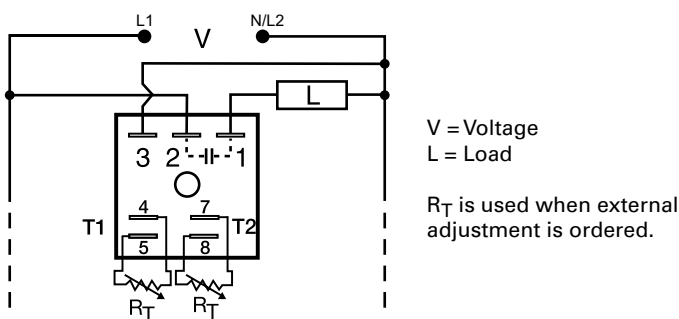 L1 V N/L2
L
3 2 1
V = Voltage
L = Load
T1 4 7 T2
5 8
RT RT
RT is used when external
adjustment is ordered.